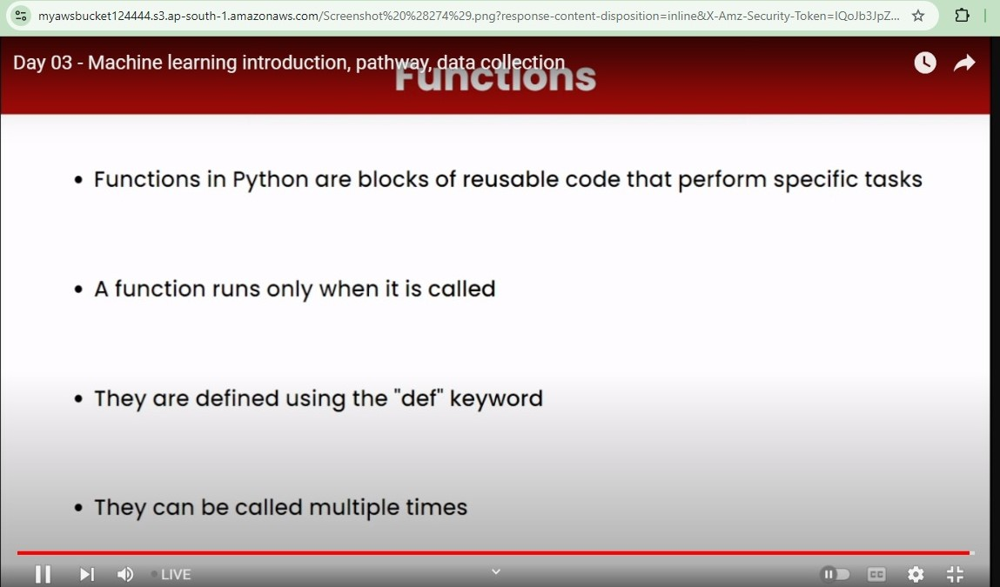 myawsbucket124444.s3.ap-south-1.amazonaws.com/Screenshot%20%28274%29.png?response-content-disposition=inline&X-Amz-Security-Token=IQoJb3JpZ...
Day 03 - Machine learning introduction, pathway, data collection
Functions
• Functions in Python are blocks of reusable code that perform specific tasks
• A function runs only when it is called
• They are defined using the "def" keyword
• They can be called multiple times
LIVE
CC